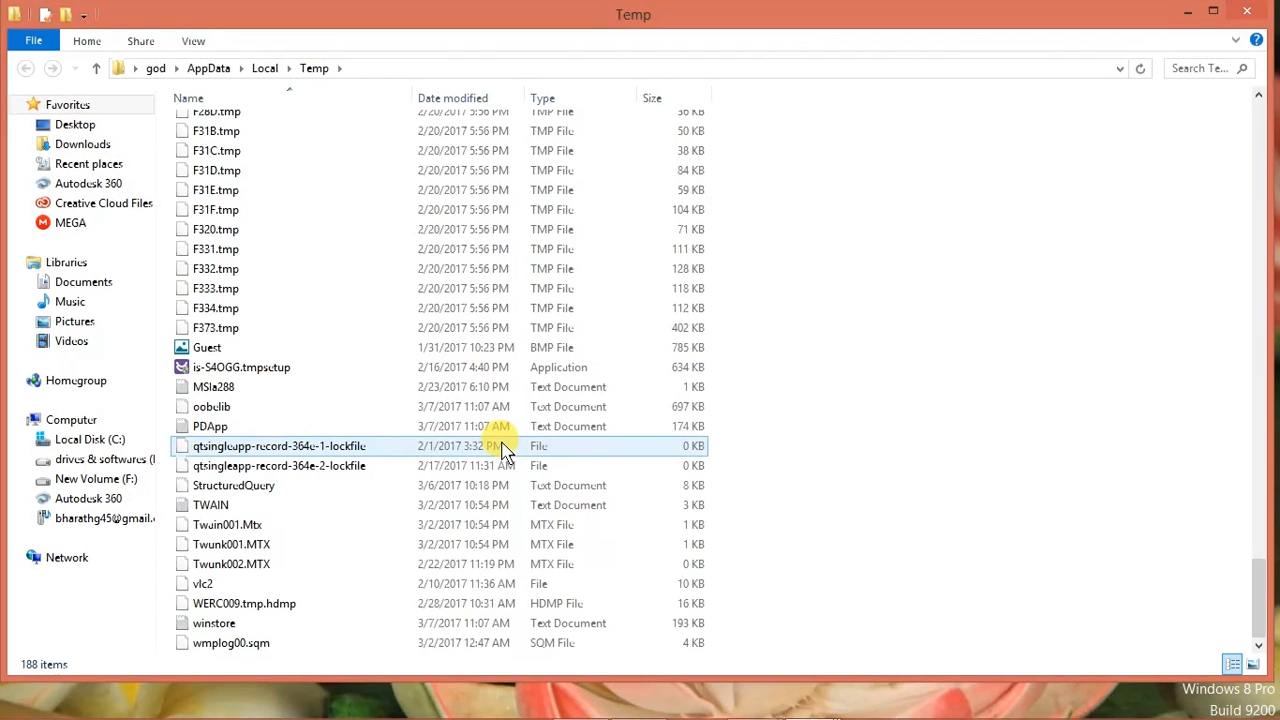 Temp
File Home Share View
god AppData Local Temp Search Te...
Name Date modified Type Size
Favorites
Desktop
Downloads
Recent places
Autodesk 360
Creative Cloud Files
MEGA
Libraries
Documents
Music
Pictures
Videos
Homegroup
Computer
Local Disk (C:)
drives & softwares (
New Volume (F:)
Autodesk 360
bharathg45@gmail.c
Network
F28D.tmp 2/20/2017 5:56 PM TMP File 36 KB
F31B.tmp 2/20/2017 5:56 PM TMP File 50 KB
F31C.tmp 2/20/2017 5:56 PM TMP File 38 KB
F31D.tmp 2/20/2017 5:56 PM TMP File 84 KB
F31E.tmp 2/20/2017 5:56 PM TMP File 59 KB
F31F.tmp 2/20/2017 5:56 PM TMP File 104 KB
F320.tmp 2/20/2017 5:56 PM TMP File 71 KB
F331.tmp 2/20/2017 5:56 PM TMP File 111 KB
F332.tmp 2/20/2017 5:56 PM TMP File 128 KB
F333.tmp 2/20/2017 5:56 PM TMP File 118 KB
F334.tmp 2/20/2017 5:56 PM TMP File 112 KB
F373.tmp 2/20/2017 5:56 PM TMP File 402 KB
Guest 1/31/2017 10:23 PM BMP File 785 KB
is-S4OGG.tmpsetup 2/16/2017 4:40 PM Application 634 KB
MSIa288 2/23/2017 6:10 PM Text Document 1 KB
oobelib 3/7/2017 11:07 AM Text Document 697 KB
PDApp 3/7/2017 11:07 AM Text Document 174 KB
qtsingleapp-record-364e-1-lockfile 2/1/2017 3:32 PM File 0 KB
qtsingleapp-record-364e-2-lockfile 2/17/2017 11:31 AM File 0 KB
StructuredQuery 3/6/2017 10:18 PM Text Document 8 KB
TWAIN 3/2/2017 10:54 PM Text Document 3 KB
Twain001.Mtx 3/2/2017 10:54 PM MTX File 1 KB
Twunk001.MTX 3/2/2017 10:54 PM MTX File 1 KB
Twunk002.MTX 2/22/2017 11:19 PM MTX File 0 KB
vlc2 2/10/2017 11:36 AM File 10 KB
WERC009.tmp.hdmp 2/28/2017 10:31 AM HDMP File 16 KB
winstore 3/7/2017 11:07 AM Text Document 193 KB
wmplog00.sqm 3/2/2017 12:47 AM SQM File 4 KB
188 items
Windows 8 Pro
Build 9200